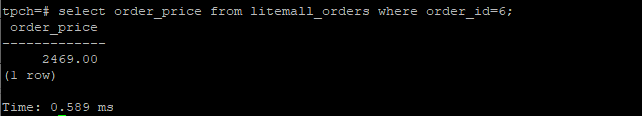 tpch=# select order_price from litemall_orders where order_id=6;
order_price
-------------
2469.00
(1 row)
Time: 0.589 ms